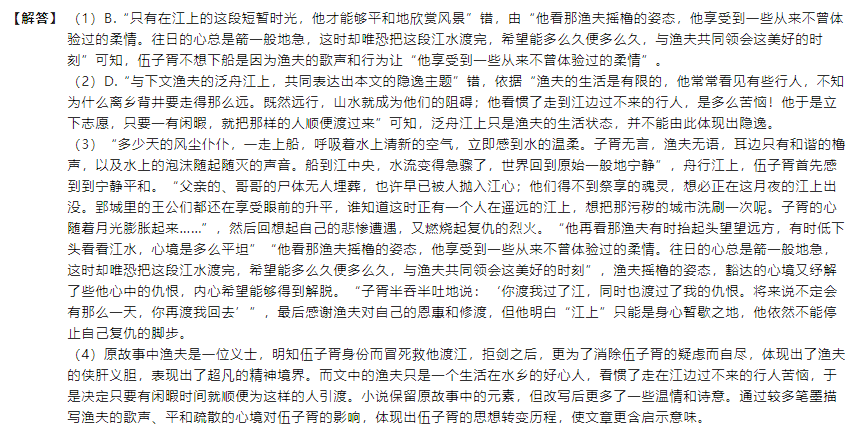 【解答】（1）B.“只有在江上的这段短暂时光，他才能够平和地欣赏风景”错，由“他看那渔夫摇橹的姿态，他享受到一些从来不曾体
验过的柔情。往日的心总是箭一般地急，这时却唯恐把这段江水渡完，希望能多么久便多么久，与渔夫共同领会这美好的时
刻”可知，伍子胥不想下船是因为渔夫的歌声和行为让“他享受到一些从来不曾体验过的柔情”。
（2）D.“与下文渔夫的泛舟江上，共同表达出本文的隐逸主题”错，依据“渔夫的生活是有限的，他常常看见有些行人，不知
为什么离乡背井要走得那么远。既然远行，山水就成为他们的阻碍；他看惯了走到江边过不来的行人，是多么苦恼！他于是立
下志愿，只要一有闲暇，就把那样的人顺便渡过来”可知，泛舟江上只是渔夫的生活状态，并不能由此体现出隐逸。
（3）“多少天的风尘仆仆，一走上船，呼吸着水上清新的空气，立即感到水的温柔。子胥无言，渔夫无语，耳边只有和谐的橹
声，以及水上的泡沫随起随灭的声音。船到江中央，水流变得急骤了，世界回到原始一般地宁静”，舟行江上，伍子胥首先感
到到宁静平和。“父亲的、哥哥的尸体无人埋葬，也许早已被人抛入江心；他们得不到祭享的魂灵，想必正在这月夜的江上出
没。郢城里的王公们都还在享受眼前的升平，谁知道这时正有一个人在遥远的江上，想把那污秽的城市洗刷一次呢。子胥的心
随着月光膨胀起来……”，然后回想起自己的悲惨遭遇，又燃烧起复仇的烈火。“他再看那渔夫有时抬起头望望远方，有时低下
头看看江水，心境是多么平坦”“他看那渔夫摇橹的姿态，他享受到一些从来不曾体验过的柔情。往日的心总是箭一般地急，
这时却唯恐把这段江水渡完，希望能多么久便多么久，与渔夫共同领会这美好的时刻”，渔夫摇橹的姿态，豁达的心境又纾解
了些他心中的仇恨，内心希望能够得到解脱。“子胥半吞半吐地说：‘你渡我过了江，同时也渡过了我的仇恨。将来说不定会
有那么一天，你再渡我回去’”，最后感谢渔夫对自己的恩事和修渡，但他明白“江上”只能是身心暂歇之地，他依然不能停
止自己复仇的脚步。
（4）原故事中渔夫是一位义士，明知伍子胥身份而冒死救他渡江，拒剑之后，更为了消除伍子胥的疑虑而自尽，体现出了渔夫
的侠肝义胆，表现出了超凡的精神境界。而文中的渔夫只是一个生活在水乡的好心人，看惯了走在江边过不来的行人苦恼，于
是决定只要有闲暇时间就顺便为这样的人引渡。小说保留原故事中的元素，但改写后更多了一些温情和诗意。通过较多笔墨描
写渔夫的歌声、平和疏散的心境对伍子胥的影响，体现出伍子胥的思想转变历程，使文章更含启示意味。